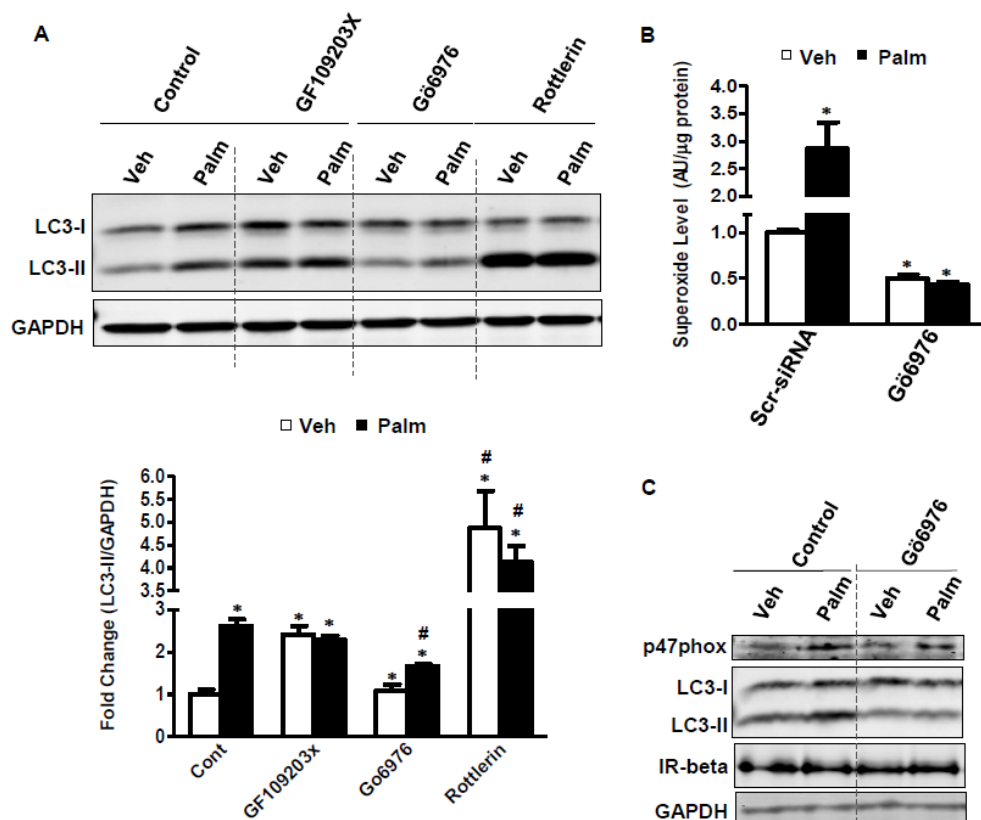 A
Control GF109203X Gö6976 Rottlerin
Veh Palm Veh Palm Veh Palm Veh Palm
LC3-I
LC3-II
GAPDH
Veh Palm
Fold Change (LC3-II/GAPDH)
6.0
5.5
5.0
4.5
4.0
3.5
3.0
2
1
0
* * * * # * # * # *
Cont GF109203x Go6976 Rottlerin
B
Veh Palm
Superoxide Level (AU/µg protein)
4.0
3.5
3.0
2.5
2.0
1.0
0.5
0.0
* * *
Scr-siRNA Gö6976
C
Control Gö6976
Veh Palm Veh Palm
p47phox
LC3-I
LC3-II
IR-beta
GAPDH